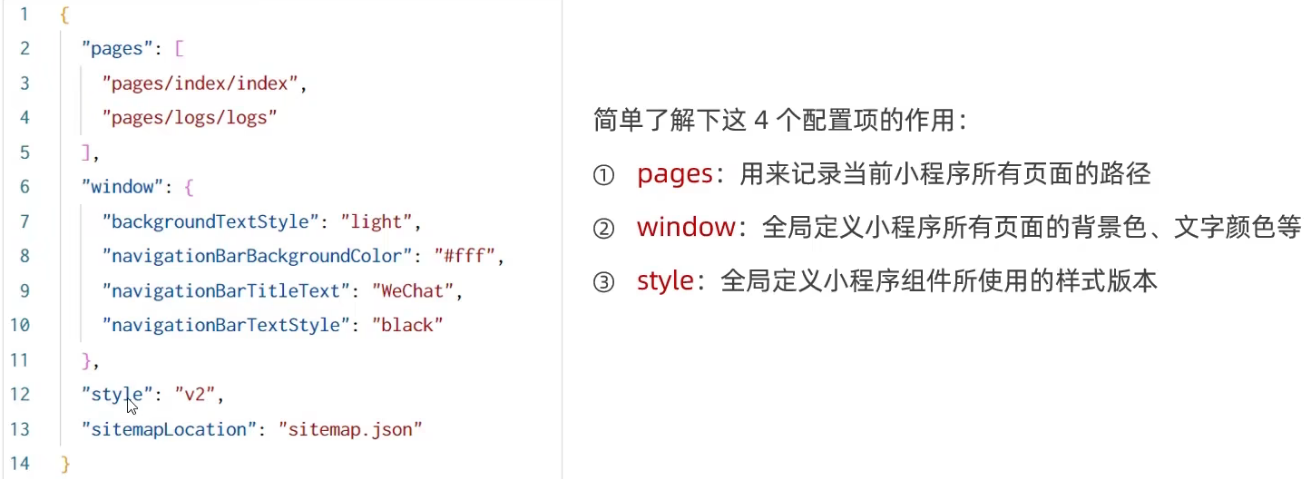 1 {
2 "pages": [
3 "pages/index/index",
4 "pages/logs/logs"
5 ],
6 "window": {
7 "backgroundTextStyle": "light",
8 "navigationBarBackgroundColor": "#fff",
9 "navigationBarTitleText": "WeChat",
10 "navigationBarTextStyle": "black"
11 },
12 "style": "v2",
13 "sitemapLocation": "sitemap.json"
14 }
简单了解下这 4 个配置项的作用：
① pages：用来记录当前小程序所有页面的路径
② window：全局定义小程序所有页面的背景色、文字颜色等
③ style：全局定义小程序组件所使用的样式版本